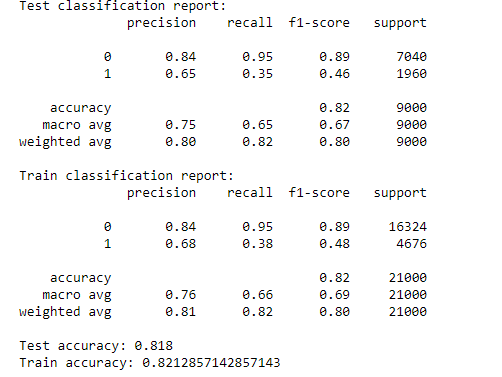 Test classification report:
precision recall f1-score support
0 0.84 0.95 0.89 7040
1 0.65 0.35 0.46 1960
accuracy 0.82 9000
macro avg 0.75 0.65 0.67 9000
weighted avg 0.80 0.82 0.80 9000
Train classification report:
precision recall f1-score support
0 0.84 0.95 0.89 16324
1 0.68 0.38 0.48 4676
accuracy 0.82 21000
macro avg 0.76 0.66 0.69 21000
weighted avg 0.81 0.82 0.80 21000
Test accuracy: 0.818
Train accuracy: 0.8212857142857143